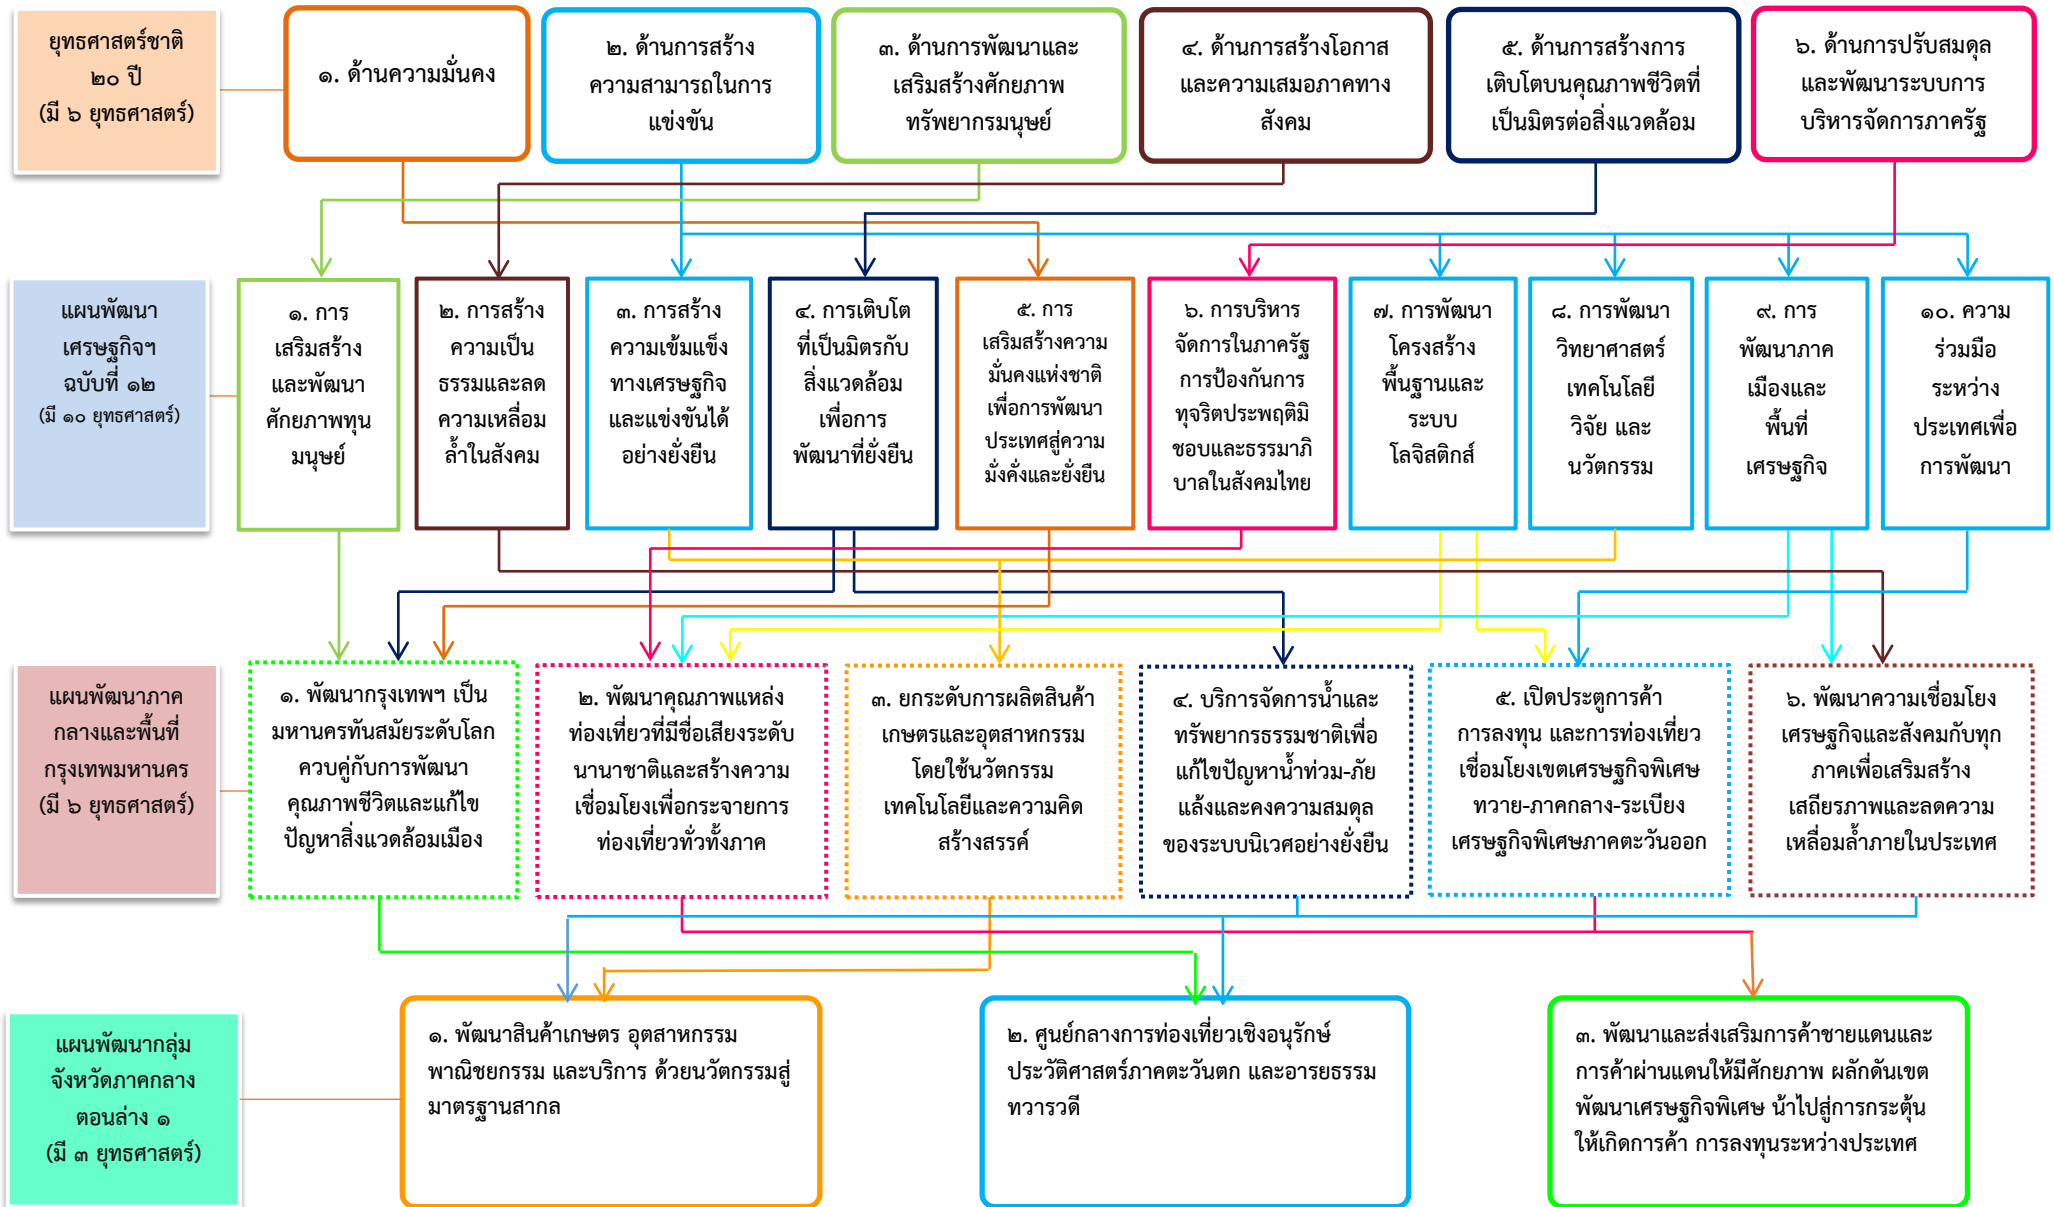 ยุทธศาสตร์ชาติ
๒๐ ปี
(มี ๖ ยุทธศาสตร์)
๑. ด้านความมั่นคง
๒. ด้านการสร้าง
ความสามารถในการ
แข่งขัน
๓. ด้านการพัฒนาและ
เสริมสร้างศักยภาพ
ทรัพยากรมนุษย์
๔. ด้านการสร้างโอกาส
และความเสมอภาคทาง
สังคม
๕. ด้านการสร้างการ
เติบโตบนคุณภาพชีวิตที่
เป็นมิตรต่อสิ่งแวดล้อม
๖. ด้านการปรับสมดุล
และพัฒนาระบบการ
บริหารจัดการภาครัฐ
แผนพัฒนา
เศรษฐกิจฯ
ฉบับที่ ๑๒
(มี ๑๐ ยุทธศาสตร์)
๑. การ
เสริมสร้าง
และพัฒนา
ศักยภาพทุน
มนุษย์
๒. การสร้าง
ความเป็น
ธรรมและลด
ความเหลื่อม
ล้ำในสังคม
๓. การสร้าง
ความเข้มแข็ง
ทางเศรษฐกิจ
และแข่งขันได้
อย่างยั่งยืน
๔. การเติบโต
ที่เป็นมิตรกับ
สิ่งแวดล้อม
เพื่อการ
พัฒนาที่ยั่งยืน
๕. การ
เสริมสร้างความ
มั่นคงแห่งชาติ
เพื่อการพัฒนา
ประเทศสู่ความ
มั่งคั่งและยั่งยืน
๖. การบริหาร
จัดการในภาครัฐ
การป้องกันการ
ทุจริตประพฤติมิ
ชอบและธรรมาภิ
บาลในสังคมไทย
๗. การพัฒนา
โครงสร้าง
พื้นฐานและ
ระบบ
โลจิสติกส์
๘. การพัฒนา
วิทยาศาสตร์
เทคโนโลยี
วิจัย และ
นวัตกรรม
๙. การ
พัฒนาภาค
เมืองและ
พื้นที่
เศรษฐกิจ
๑๐. ความ
ร่วมมือ
ระหว่าง
ประเทศเพื่อ
การพัฒนา
แผนพัฒนาภาค
กลางและพื้นที่
กรุงเทพมหานคร
(มี ๖ ยุทธศาสตร์)
๑. พัฒนากรุงเทพฯ เป็น
มหานครทันสมัยระดับโลก
ควบคู่กับการพัฒนา
คุณภาพชีวิตและแก้ไข
ปัญหาสิ่งแวดล้อมเมือง
๒. พัฒนาคุณภาพแหล่ง
ท่องเที่ยวที่มีชื่อเสียงระดับ
นานาชาติและสร้างความ
เชื่อมโยงเพื่อกระจายการ
ท่องเที่ยวทั่วทั้งภาค
๓. ยกระดับการผลิตสินค้า
เกษตรและอุตสาหกรรม
โดยใช้นวัตกรรม
เทคโนโลยีและความคิด
สร้างสรรค์
๔. บริการจัดการน้ำและ
ทรัพยากรธรรมชาติเพื่อ
แก้ไขปัญหาน้ำท่วม-ภัย
แล้งและคงความสมดุล
ของระบบนิเวศอย่างยั่งยืน
๕. เปิดประตูการค้า
การลงทุน และการท่องเที่ยว
เชื่อมโยงเขตเศรษฐกิจพิเศษ
ทวาย-ภาคกลาง-ระเบียง
เศรษฐกิจพิเศษภาคตะวันออก
๖. พัฒนาความเชื่อมโยง
เศรษฐกิจและสังคมกับทุก
ภาคเพื่อเสริมสร้าง
เสถียรภาพและลดความ
เหลื่อมล้ำภายในประเทศ
แผนพัฒนากลุ่ม
จังหวัดภาคกลาง
ตอนล่าง ๑
(มี ๓ ยุทธศาสตร์)
๑. พัฒนาสินค้าเกษตร อุตสาหกรรม
พาณิชยกรรม และบริการ ด้วยนวัตกรรมสู่
มาตรฐานสากล
๒. ศูนย์กลางการท่องเที่ยวเชิงอนุรักษ์
ประวัติศาสตร์ภาคตะวันตก และอารยธรรม
ทวารวดี
๓. พัฒนาและส่งเสริมการค้าชายแดนและ
การค้าผ่านแดนให้มีศักยภาพ ผลักดันเขต
พัฒนาเศรษฐกิจพิเศษ น้าไปสู่การกระตุ้น
ให้เกิดการค้า การลงทุนระหว่างประเทศ